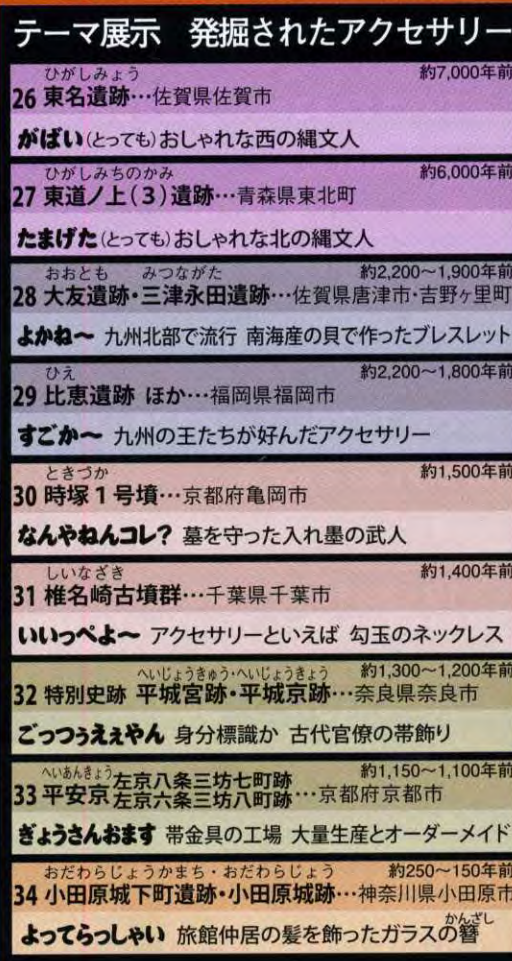 テーマ展示　発掘されたアクセサリー
ひがしみょう　約7,000年前
26 東名遺跡…佐賀県佐賀市
がばい(とっても)おしゃれな西の縄文人
ひがしみちのかみ　約6,000年前
27 東道ノ上(3)遺跡…青森県東北町
たまげた(とっても)おしゃれな北の縄文人
おおとも　みつながた　約2,200～1,900年前
28 大友遺跡・三津永田遺跡…佐賀県唐津市・吉野ヶ里町
よかね～ 九州北部で流行 南海産の貝で作ったブレスレット
ひえ　約2,200～1,800年前
29 比恵遺跡 ほか…福岡県福岡市
すごか～ 九州の王たちが好んだアクセサリー
ときづか　約1,500年前
30 時塚1号墳…京都府亀岡市
なんやねんコレ? 墓を守った入れ墨の武人
しいなざき　約1,400年前
31 椎名崎古墳群…千葉県千葉市
いいっぺよ～ アクセサリーといえば 勾玉のネックレス
へいじょうきゅう・へいじょうきょう　約1,300～1,200年前
32 特別史跡 平城宮跡・平城京跡…奈良県奈良市
ごっつぅえぇやん 身分標識か 古代官僚の帯飾り
へいあんきょう　約1,150～1,100年前
33 平安京 左京八条三坊七町跡
左京六条三坊八町跡…京都府京都市
ぎょうさんおます 帯金具の工場 大量生産とオーダーメイド
おだわらじょうかまち・おだわらじょう　約250～150年前
34 小田原城下町遺跡・小田原城跡…神奈川県小田原市
かんざし
よってらっしゃい 旅館仲居の髪を飾ったガラスの簪